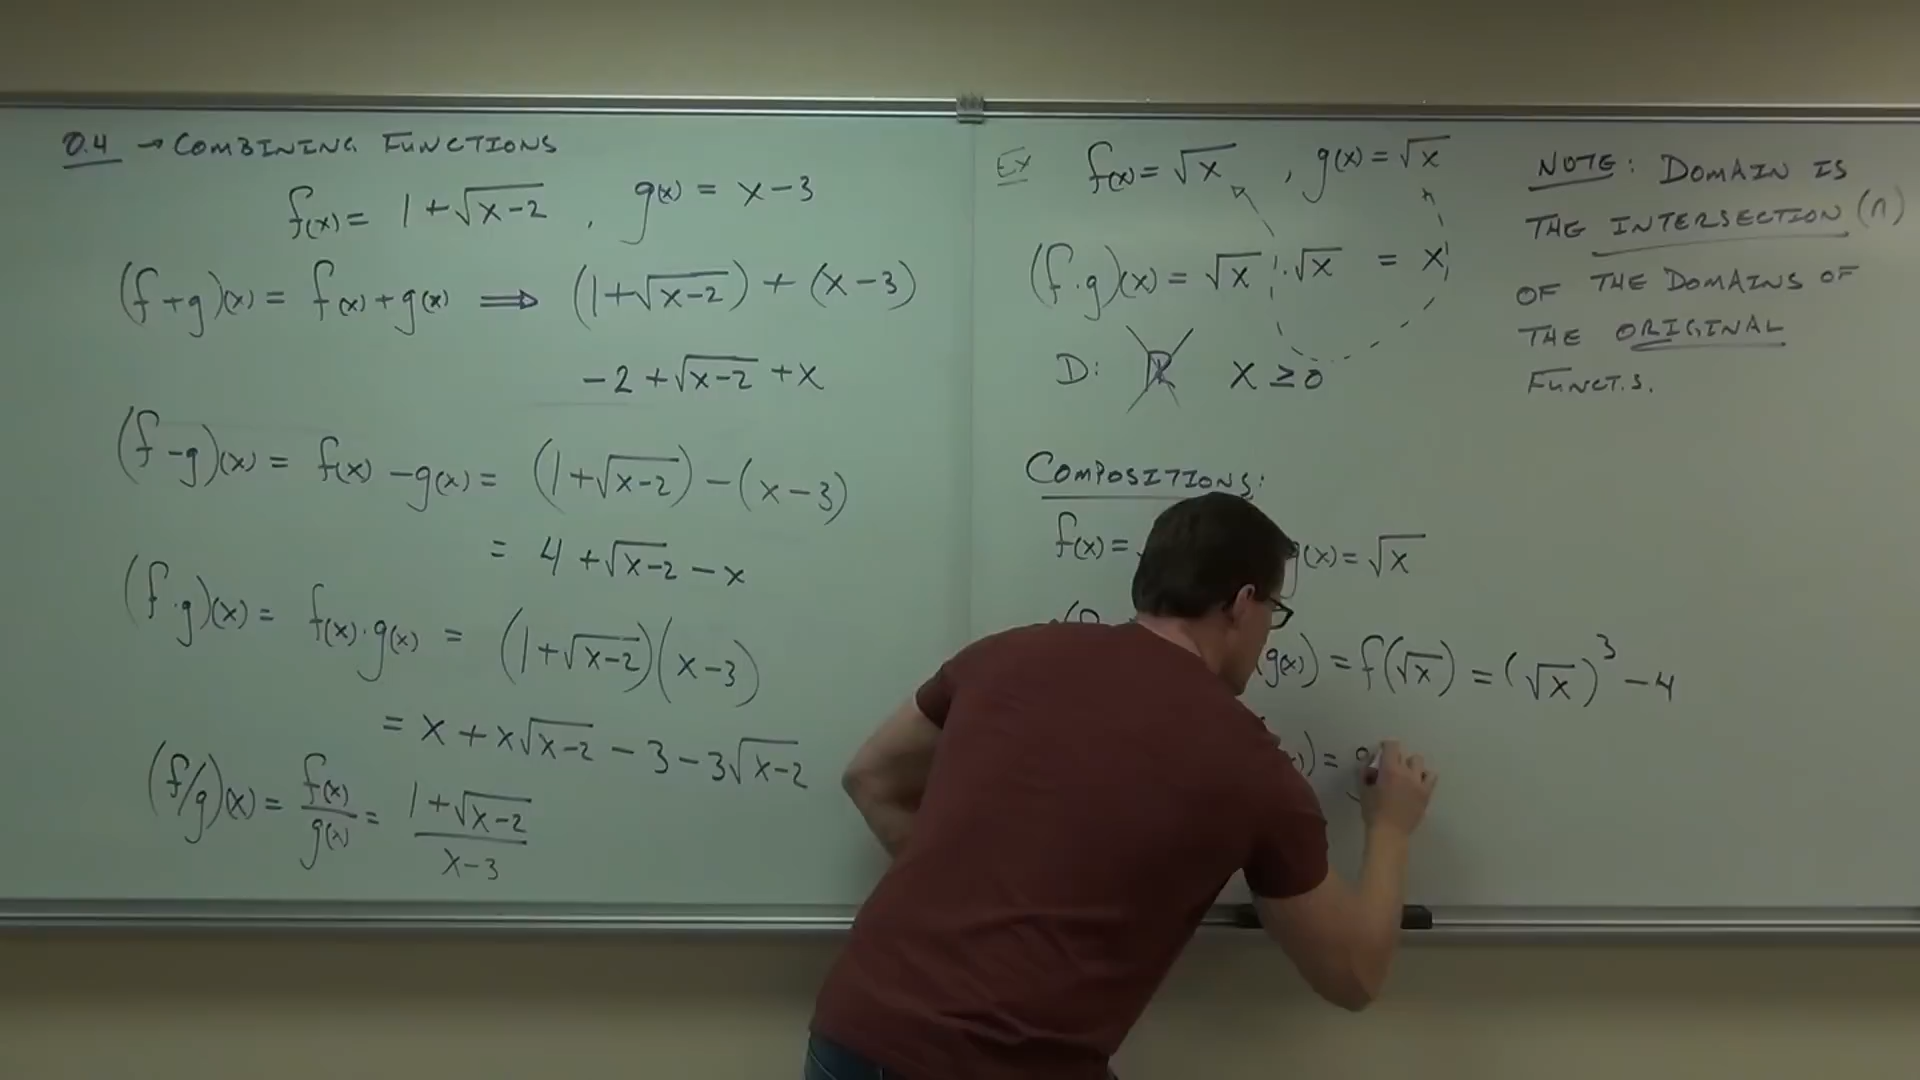 0.4 → COMBINING FUNCTIONS
f(x) = 1 + √(x-2) , g(x) = x - 3
(f + g)(x) = f(x) + g(x) ⟹ (1 + √(x-2)) + (x - 3)
-2 + √(x-2) + x
(f - g)(x) = f(x) - g(x) = (1 + √(x-2)) - (x - 3)
= 4 + √(x-2) - x
(f · g)(x) = f(x) · g(x) = (1 + √(x-2))(x - 3)
= x + x√(x-2) - 3 - 3√(x-2)
(f/g)(x) = f(x)/g(x) = (1 + √(x-2))/(x - 3)
Ex f(x) = √x , g(x) = √x
(f · g)(x) = √x · √x = x
D: ℝ x ≥ 0
NOTE: DOMAIN IS
THE INTERSECTION (∩)
OF THE DOMAINS OF
THE ORIGINAL
FUNCT.S.
COMPOSITIONS:
f(x) = g(x) = √x
(g(x)) = f(√x) = (√x)³ - 4
) = g